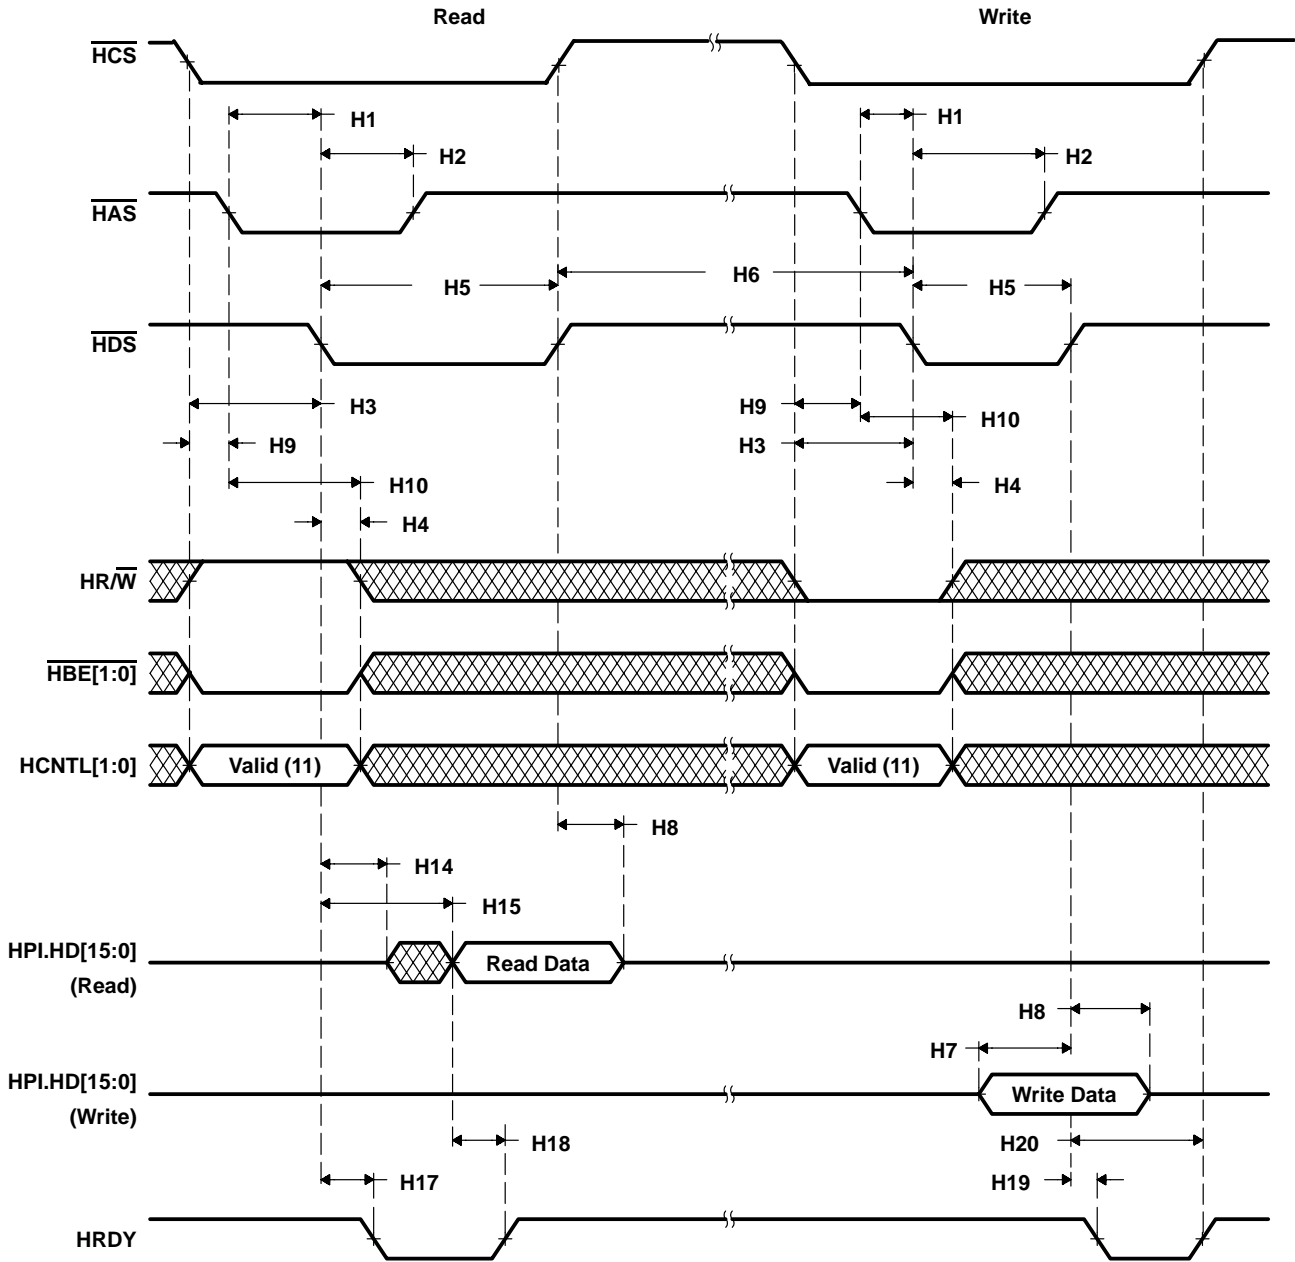 Read Write
HCS
H1 H1
H2 H2
HAS
H5 H6 H5
HDS
H3 H9 H10
H9 H3
H10 H4
H4
HR/W
HBE[1:0]
HCNTL[1:0] Valid (11) Valid (11)
H8
H14
H15
HPI.HD[15:0]
(Read)
Read Data
H8
H7
HPI.HD[15:0]
(Write)
Write Data
H18 H20
H17 H19
HRDY